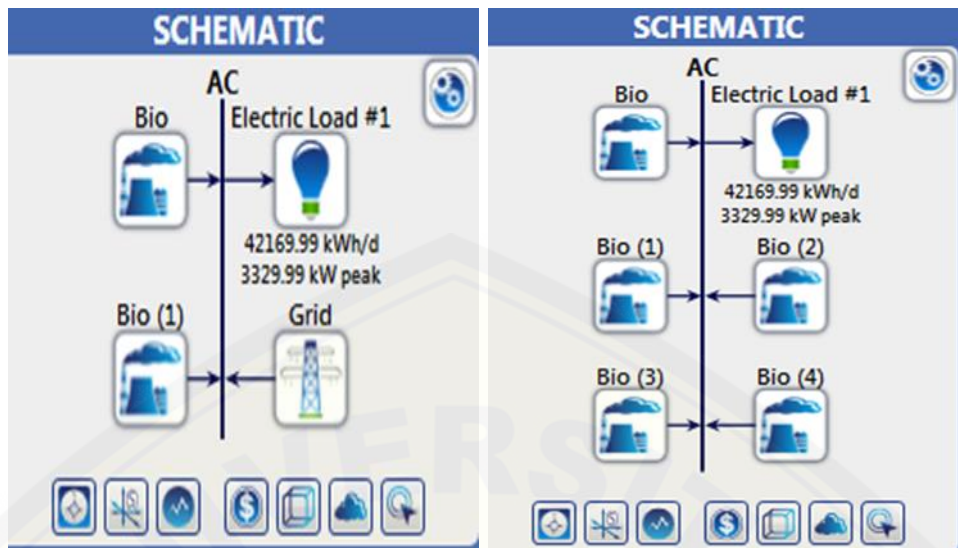 SCHEMATIC
AC
Bio
Electric Load #1
42169.99 kWh/d
3329.99 kW peak
Bio (1)
Grid
SCHEMATIC
AC
Bio
Electric Load #1
42169.99 kWh/d
3329.99 kW peak
Bio (1)
Bio (2)
Bio (3)
Bio (4)